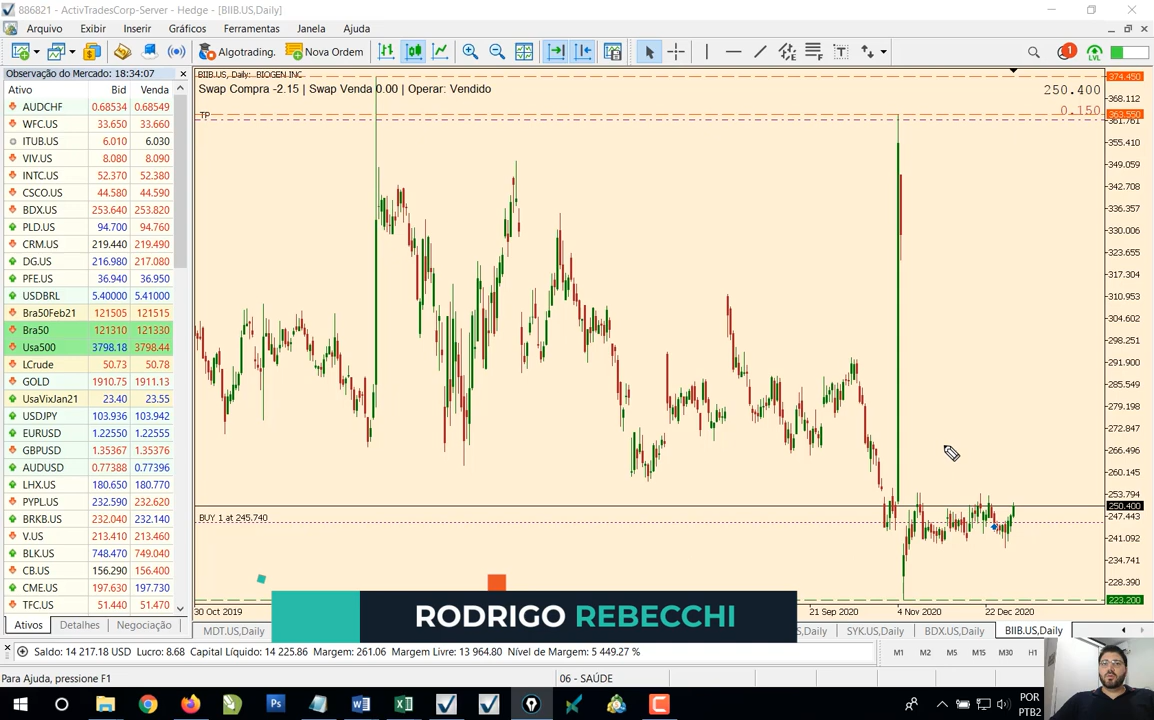 886821 - ActivTradesCorp-Server - Hedge - [BIIB.US,Daily]
Arquivo Exibir Inserir Gráficos Ferramentas Janela Ajuda
Algotrading. Nova Ordem T 1 LVL
Observação do Mercado: 18:34:07
Ativo Bid Venda
AUDCHF 0.68534 0.68549
WFC.US 33.650 33.660
ITUB.US 6.010 6.030
VIV.US 8.080 8.090
INTC.US 52.370 52.380
CSCO.US 44.580 44.590
BDX.US 253.640 253.820
PLD.US 94.700 94.760
CRM.US 219.440 219.490
DG.US 216.980 217.080
PFE.US 36.940 36.950
USDBRL 5.40000 5.41000
Bra50Feb21 121505 121515
Bra50 121310 121330
Usa500 3798.18 3798.44
LCrude 50.73 50.78
GOLD 1910.75 1911.13
UsaVixJan21 23.40 23.55
USDJPY 103.936 103.942
EURUSD 1.22550 1.22555
GBPUSD 1.35367 1.35376
AUDUSD 0.77388 0.77396
LHX.US 180.650 180.770
PYPL.US 232.590 232.620
BRKB.US 232.040 232.140
V.US 213.410 213.460
BLK.US 748.470 749.040
CB.US 156.290 156.400
CME.US 197.630 197.730
TFC.US 51.440 51.470
Ativos Detalhes Negociação
BIIB.US, Daily: BIOGEN INC
Swap Compra -2.15 | Swap Venda 0.00 | Operar: Vendido
250.400
0.150
TP
BUY 1 at 245.740
374.450
368.112
363.550
361.761
355.410
349.059
342.708
336.357
330.006
323.655
317.304
310.953
304.602
298.251
291.900
285.549
279.198
272.847
266.496
260.145
253.794
250.400
247.443
241.092
234.741
228.390
223.200
30 Oct 2019 21 Sep 2020 4 Nov 2020 22 Dec 2020
RODRIGO REBECCHI
MDT.US,Daily SYK.US,Daily BDX.US,Daily BIIB.US,Daily
Saldo: 14 217.18 USD Lucro: 8.68 Capital Líquido: 14 225.86 Margem: 261.06 Margem Livre: 13 964.80 Nível de Margem: 5 449.27 %
M1 M2 M5 M15 M30 H1
Para Ajuda, pressione F1 06 - SAÚDE
POR
PTB2